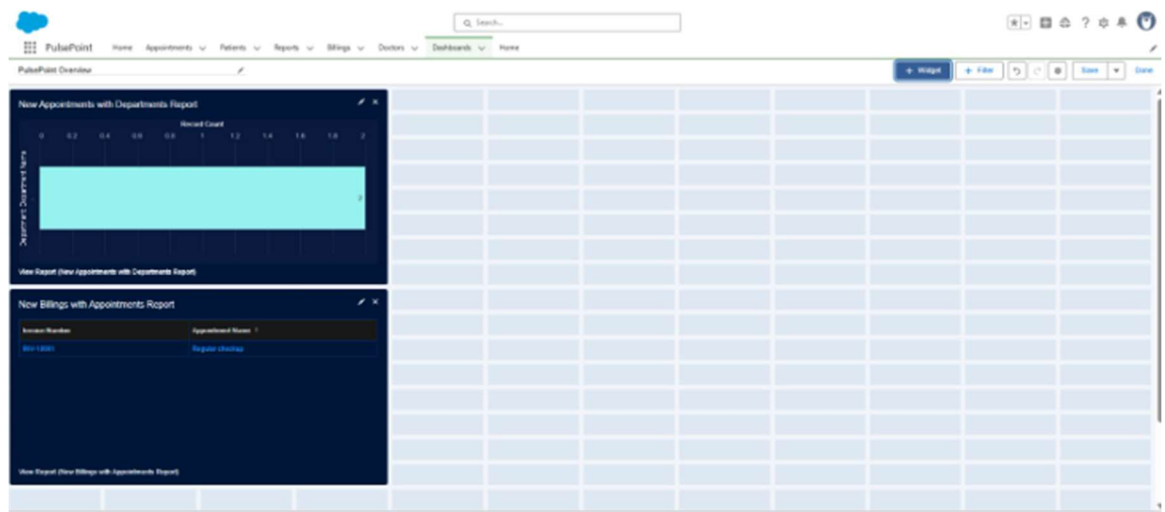 Search...
PulsePoint Home Appointments Patients Reports Billings Doctors Dashboards Home
PulsePoint Overview
+ Widget + Filter Save Done
New Appointments with Departments Report
Record Count
0 0.2 0.4 0.6 0.8 1 1.2 1.4 1.6 1.8 2
Department: Department Name
-
2
View Report (New Appointments with Departments Report)
New Billings with Appointments Report
Invoice Number Appointment Name ↑
Regular checkup
View Report (New Billings with Appointments Report)